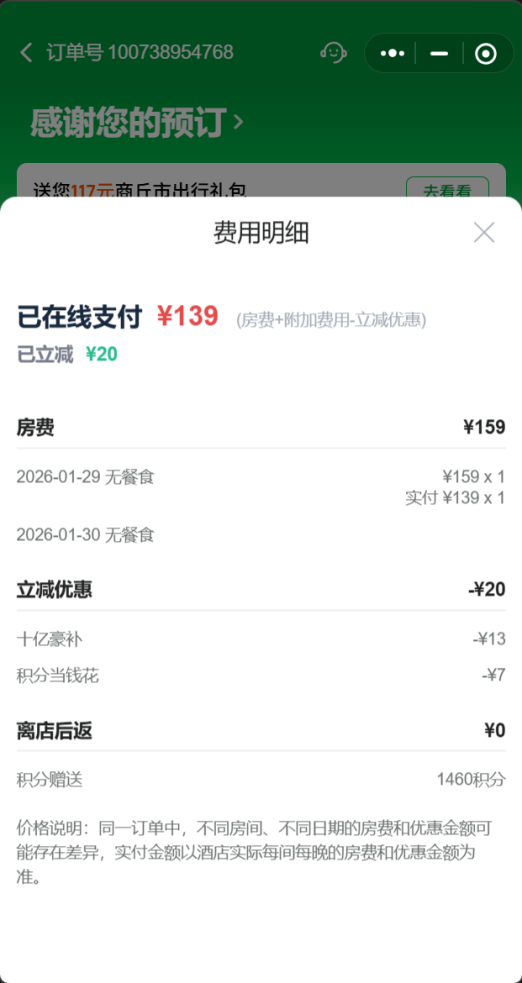 订单号 100738954768
感谢您的预订
送您117元商丘市出行礼包
去看看
费用明细
已在线支付 ¥139 (房费+附加费用-立减优惠)
已立减 ¥20
房费 ¥159
2026-01-29 无餐食 ¥159 x 1
实付 ¥139 x 1
2026-01-30 无餐食
立减优惠 -¥20
十亿豪补 -¥13
积分当钱花 -¥7
离店后返 ¥0
积分赠送 1460积分
价格说明：同一订单中，不同房间、不同日期的房费和优惠金额可
能存在差异，实付金额以酒店实际每间每晚的房费和优惠金额为
准。